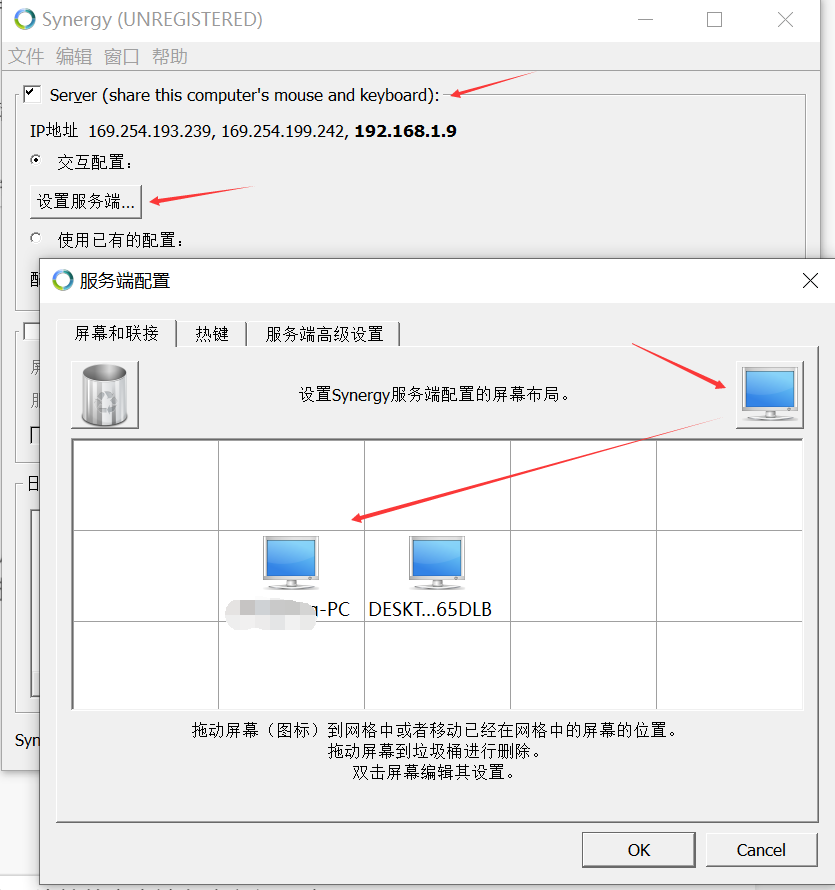 Synergy (UNREGISTERED)
文件 编辑 窗口 帮助
Server (share this computer's mouse and keyboard):
IP地址 169.254.193.239, 169.254.199.242, 192.168.1.9
交互配置：
设置服务端...
使用已有的配置：
服务端配置
屏幕和联接 热键 服务端高级设置
设置Synergy服务端配置的屏幕布局。
-PC DESKT...65DLB
拖动屏幕（图标）到网格中或者移动已经在网格中的屏幕的位置。
拖动屏幕到垃圾桶进行删除。
双击屏幕编辑其设置。
日
Syn
OK Cancel